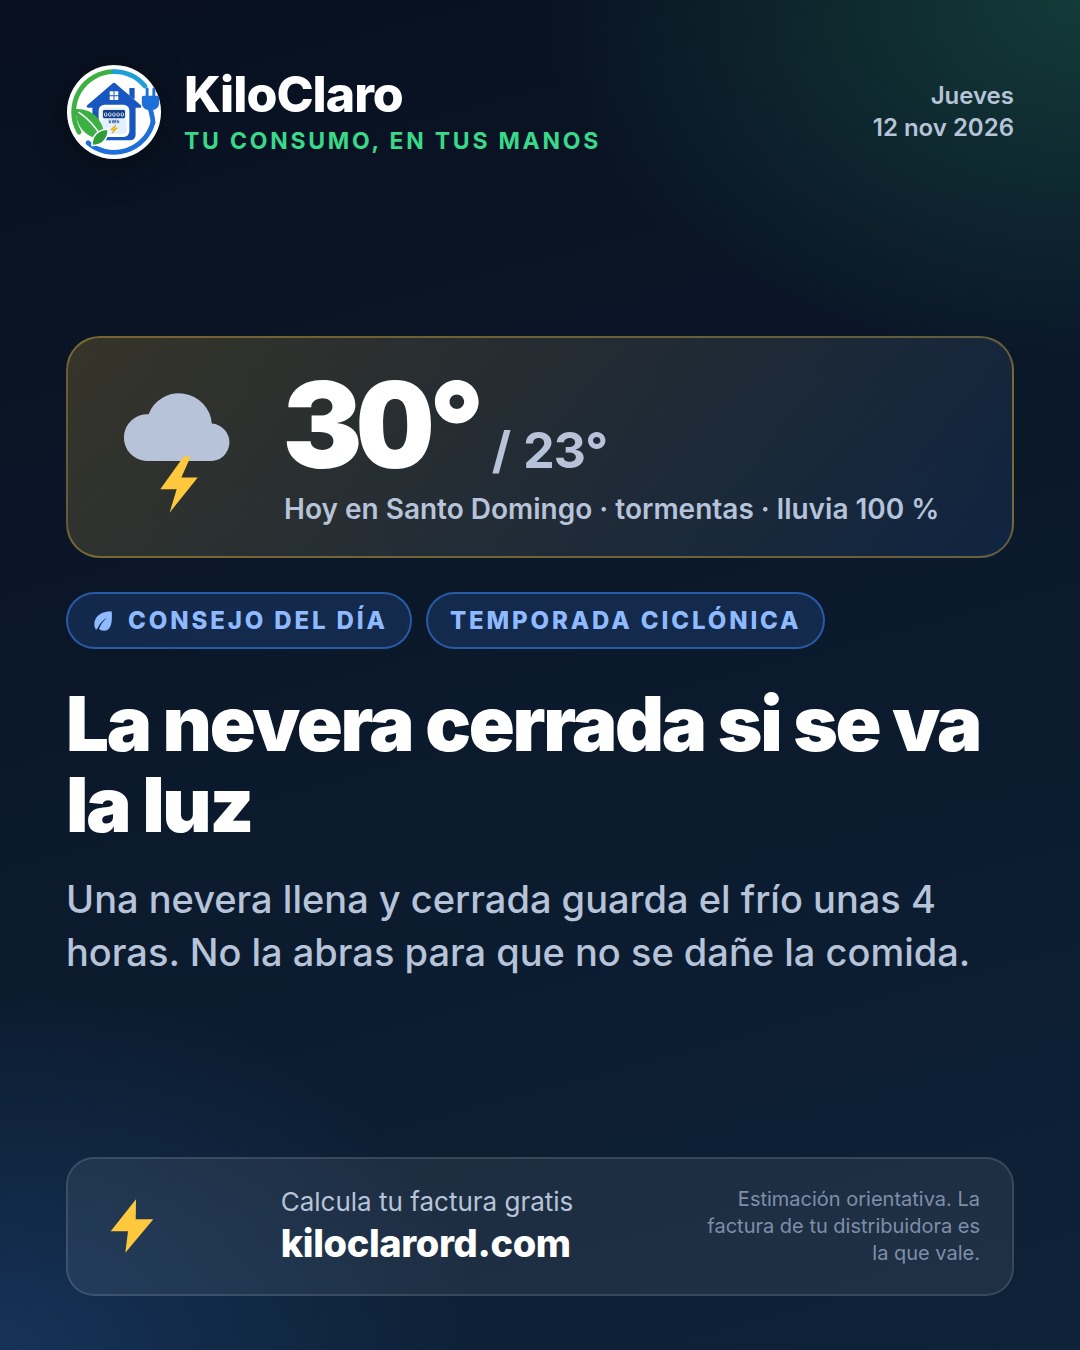 KiloClaro
TU CONSUMO, EN TUS MANOS
Jueves
12 nov 2026
30° / 23°
Hoy en Santo Domingo · tormentas · lluvia 100 %
CONSEJO DEL DÍA
TEMPORADA CICLÓNICA
La nevera cerrada si se va
la luz
Una nevera llena y cerrada guarda el frío unas 4
horas. No la abras para que no se dañe la comida.
Calcula tu factura gratis
kiloclarord.com
Estimación orientativa. La
factura de tu distribuidora es
la que vale.